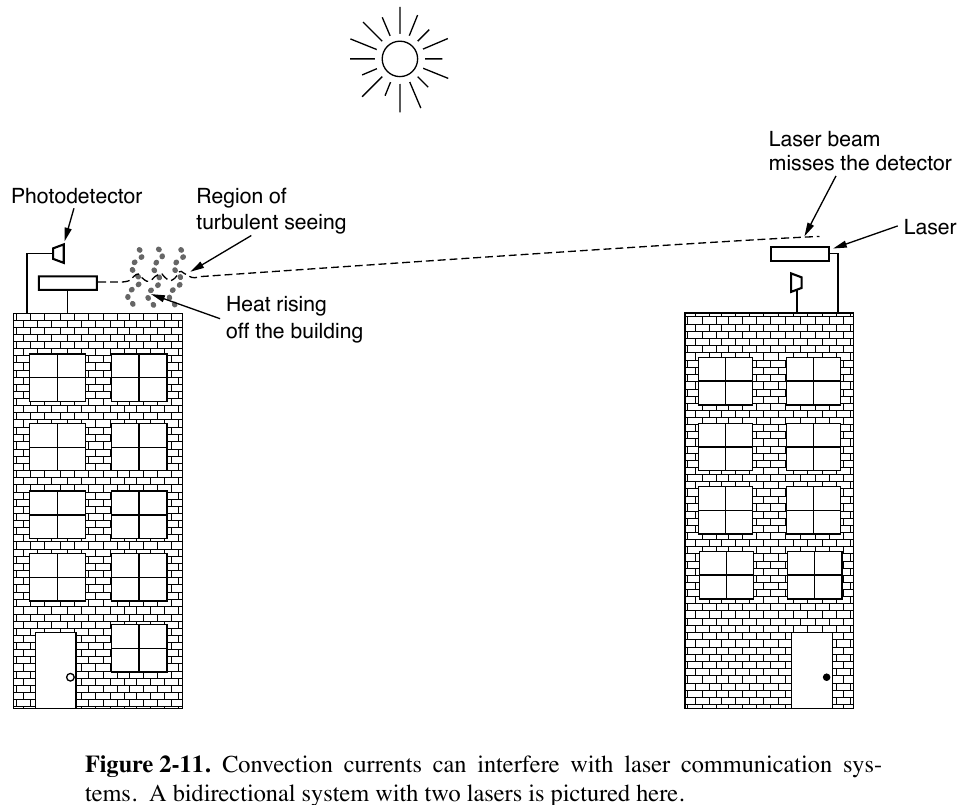 Laser beam
misses the detector
Photodetector
Region of
turbulent seeing
Laser
Heat rising
off the building
Figure 2-11. Convection currents can interfere with laser communication sys-
tems. A bidirectional system with two lasers is pictured here.